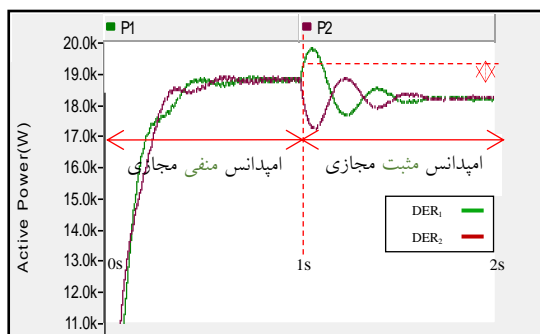 P1 P2
20.0k
19.0k
18.0k
17.0k
16.0k
15.0k
14.0k
13.0k
12.0k
11.0k
Active Power(W)
امپدانس منفی مجازی
امپدانس مثبت مجازی
DER₁
DER₂
0s 1s 2s